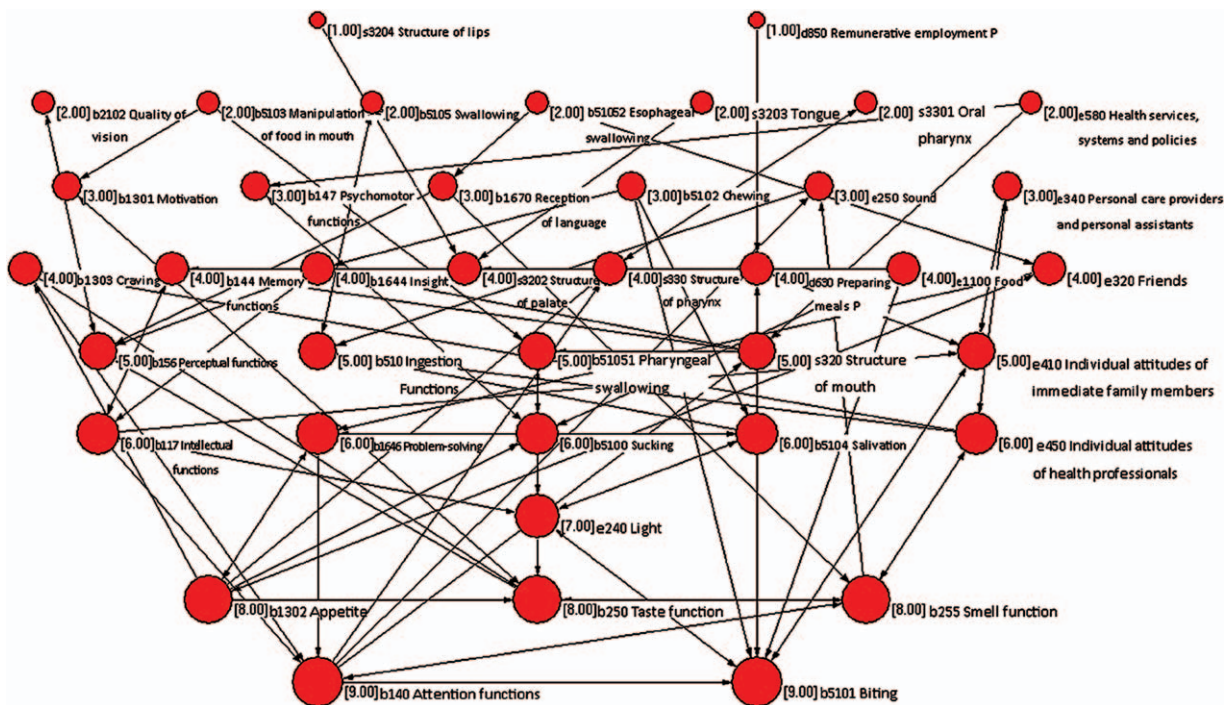 [1.00] s3204 Structure of lips
[1.00] d850 Remunerative employment P
[2.00] b2102 Quality of
vision
[2.00] b5103 Manipulation
of food in mouth
[2.00] b5105 Swallowing
[2.00] b51052 Esophageal
swallowing
[2.00] s3203 Tongue
[2.00] s3301 Oral
pharynx
[2.00] e580 Health services,
systems and policies
[3.00] b1301 Motivation
[3.00] b147 Psychomotor
functions
[3.00] b1670 Reception
of language
[3.00] b5102 Chewing
[3.00] e250 Sound
[3.00] e340 Personal care providers
and personal assistants
[4.00] b1303 Craving
[4.00] b144 Memory
functions
[4.00] b1644 Insight
[4.00] s3202 Structure
of palate
[4.00] s330 Structure
of pharynx
[4.00] d630 Preparing
meals P
[4.00] e1100 Food
[4.00] e320 Friends
[5.00] b156 Perceptual functions
[5.00] b510 Ingestion
Functions
[5.00] b51051 Pharyngeal
swallowing
[5.00] s320 Structure
of mouth
[5.00] e410 Individual attitudes of
immediate family members
[6.00] b117 Intellectual
functions
[6.00] b1646 Problem-solving
[6.00] b5100 Sucking
[6.00] b5104 Salivation
[6.00] e450 Individual attitudes
of health professionals
[7.00] e240 Light
[8.00] b1302 Appetite
[8.00] b250 Taste function
[8.00] b255 Smell function
[9.00] b140 Attention functions
[9.00] b5101 Biting